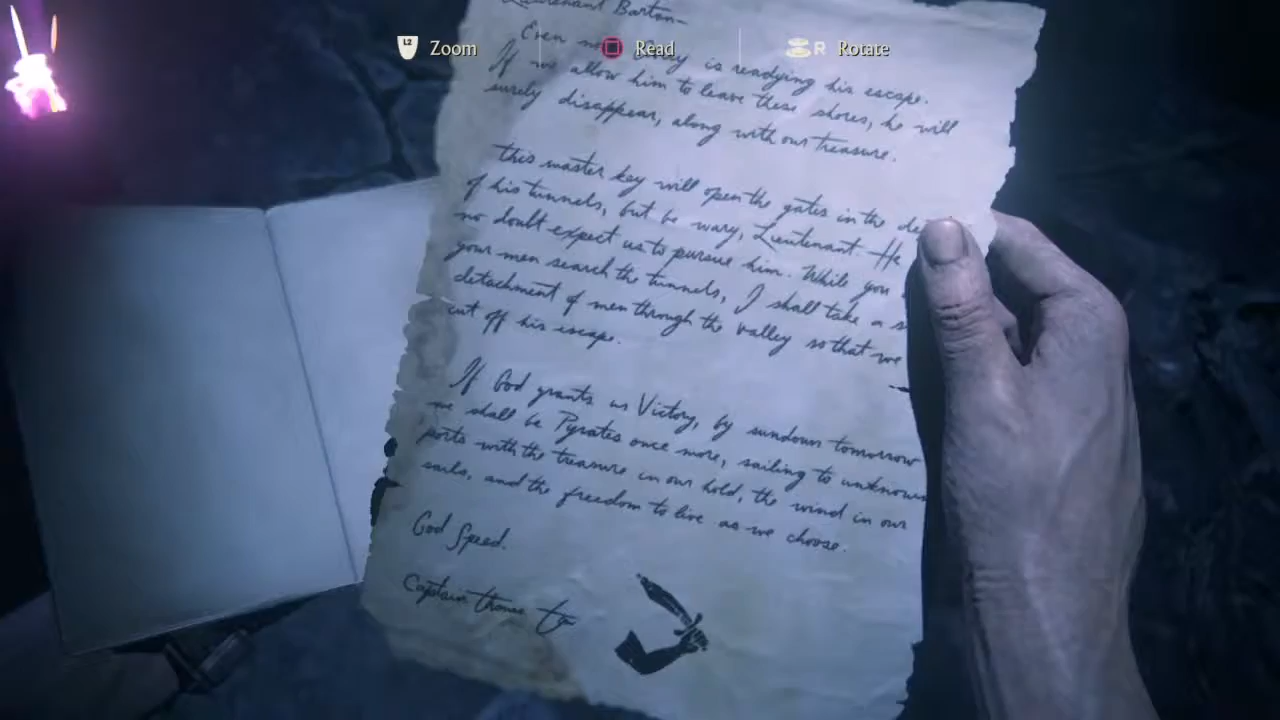 L2 Zoom
Read
R Rotate
Lieutenant Barton-
Even is readying his escape.
If we allow him to leave these shores, he will
surely disappear, along with our treasure.
this master key will open the gates in the
of his tunnels, but be wary, Lieutenant. He
no doubt expect us to pursue him. While you
your men search the tunnels, I shall take a
detachment of men through the valley so that we
cut off his escape.
If God grants us Victory, by sundown tomorrow
we shall be Pyrates once more, sailing to unknown
ports with the treasure in our hold, the wind in our
sails, and the freedom to live as we choose.
God Speed.
Captain Thomas